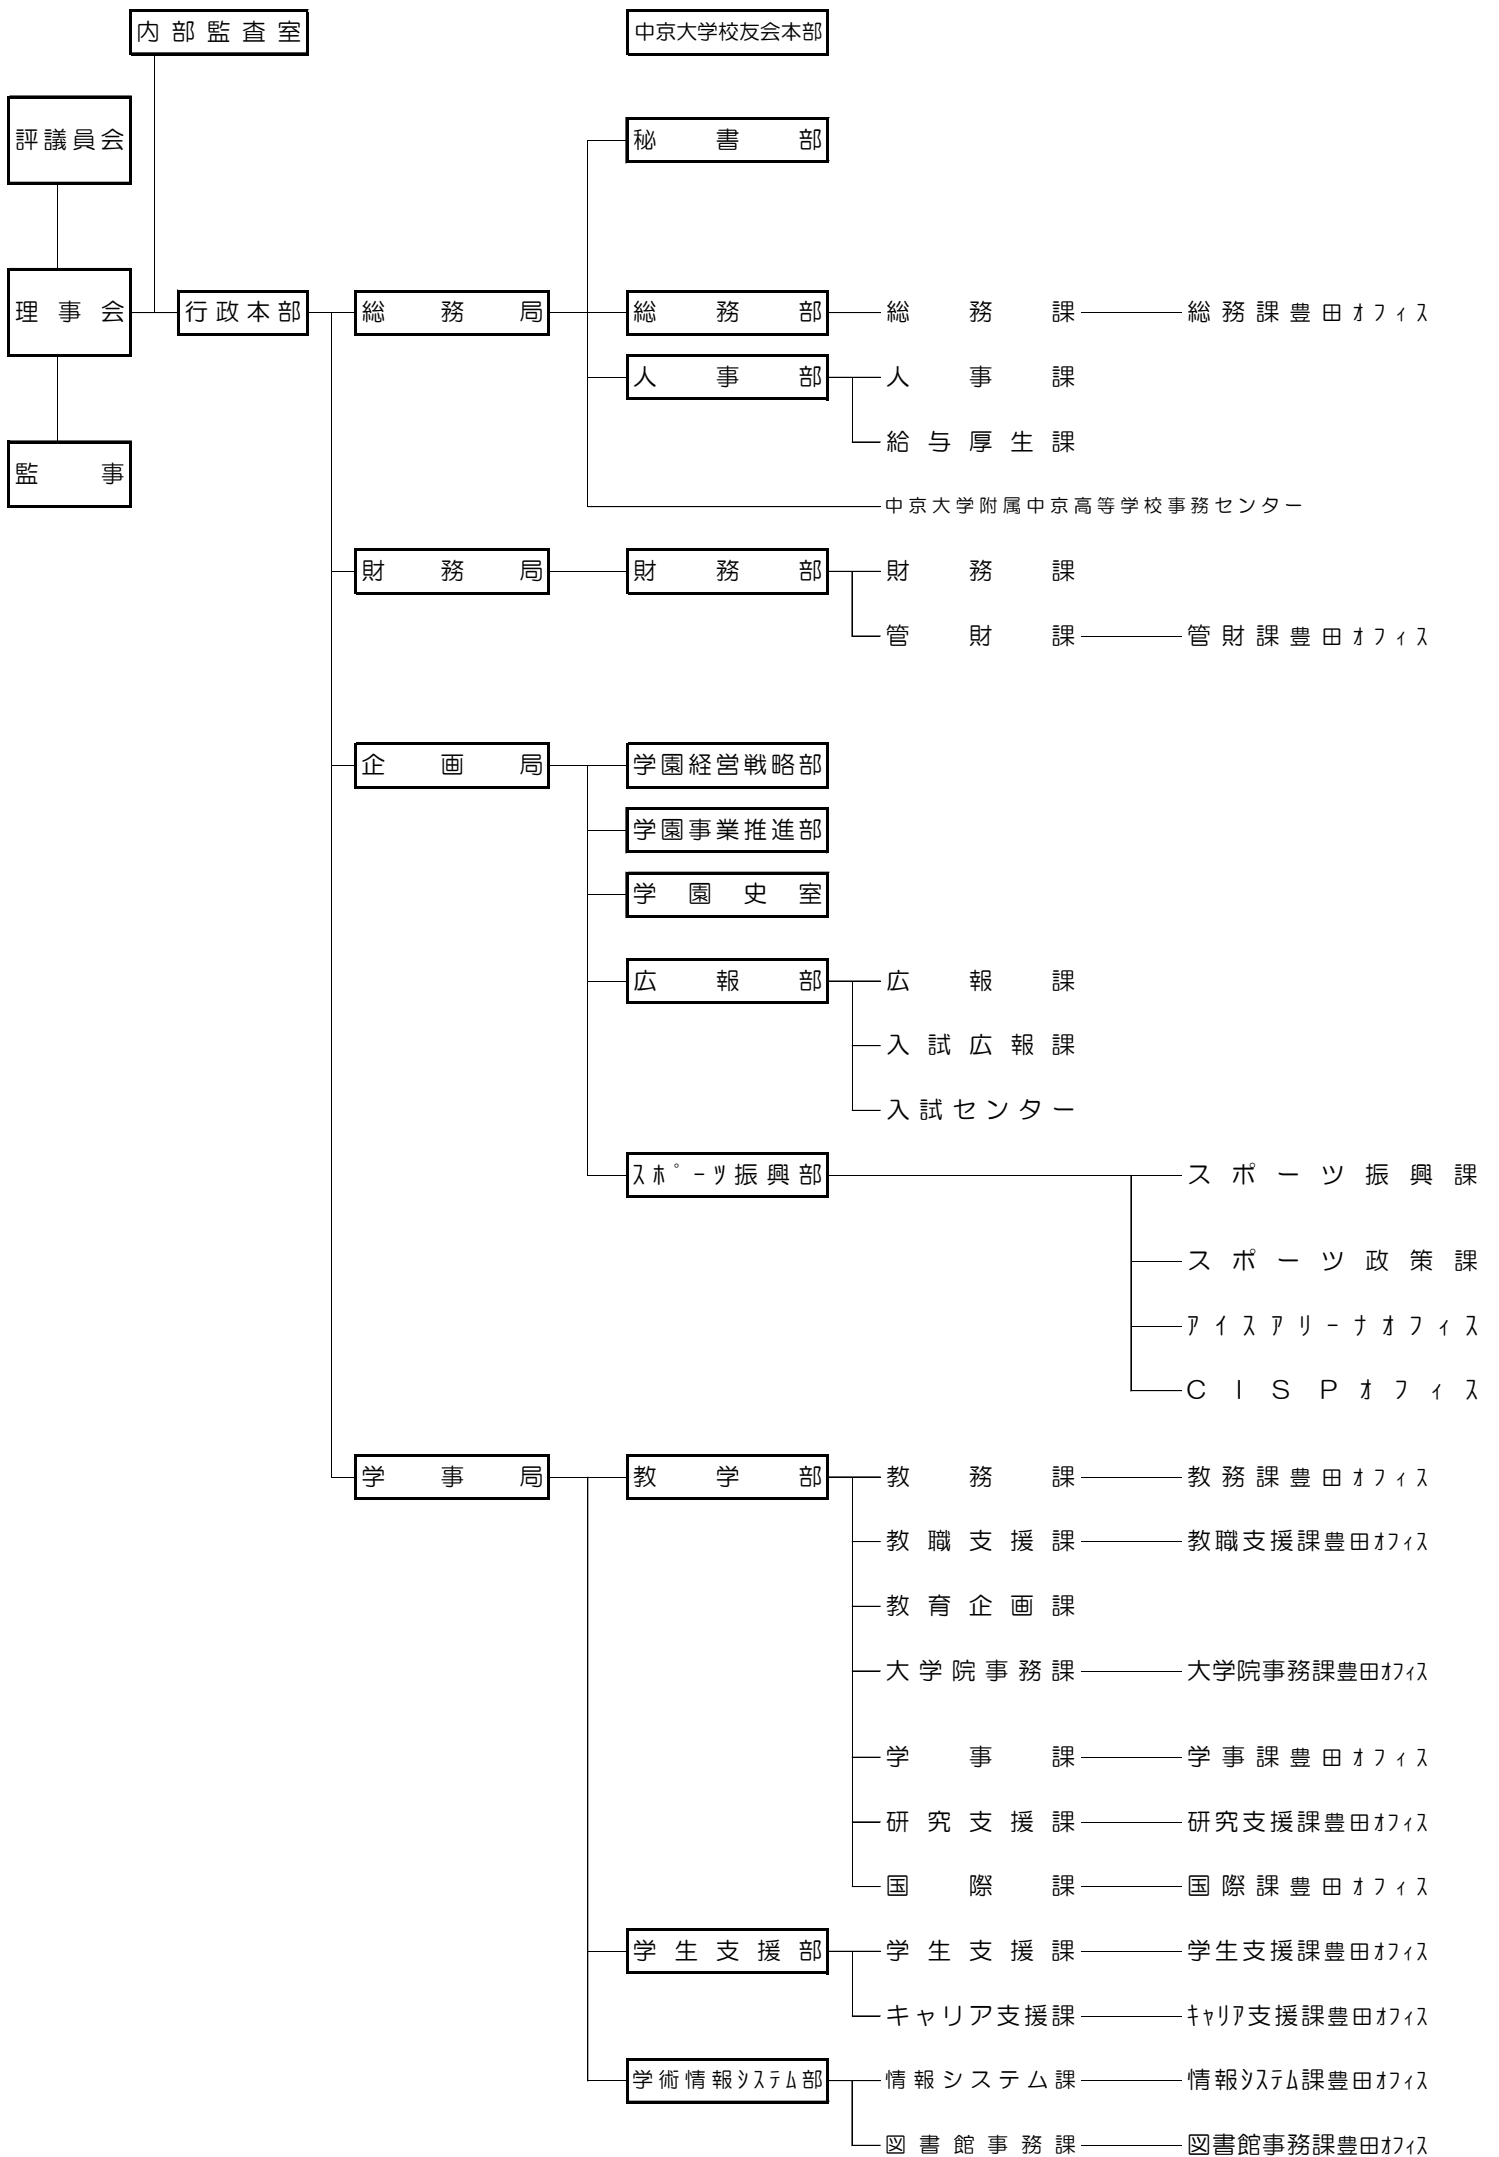 内部監査室 中京大学校友会本部
評議員会 秘書部
理事会 行政本部 総務局 総務部 総務課 総務課豊田ｵﾌｨｽ
人事部 人事課
給与厚生課
監事
中京大学附属中京高等学校事務センター
財務局 財務部 財務課
管財課 管財課豊田ｵﾌｨｽ
企画局 学園経営戦略部
学園事業推進部
学園史室
広報部 広報課
入試広報課
入試センター
ｽﾎﾟｰﾂ振興部 スポーツ振興課
スポーツ政策課
ｱｲｽｱﾘｰﾅｵﾌｨｽ
ＣＩＳＰｵﾌｨｽ
学事局 教学部 教務課 教務課豊田ｵﾌｨｽ
教職支援課 教職支援課豊田ｵﾌｨｽ
教育企画課
大学院事務課 大学院事務課豊田ｵﾌｨｽ
学事課 学事課豊田ｵﾌｨｽ
研究支援課 研究支援課豊田ｵﾌｨｽ
国際課 国際課豊田ｵﾌｨｽ
学生支援部 学生支援課 学生支援課豊田ｵﾌｨｽ
キャリア支援課 ｷｬﾘｱ支援課豊田ｵﾌｨｽ
学術情報ｼｽﾃﾑ部 情報システム課 情報ｼｽﾃﾑ課豊田ｵﾌｨｽ
図書館事務課 図書館事務課豊田ｵﾌｨｽ